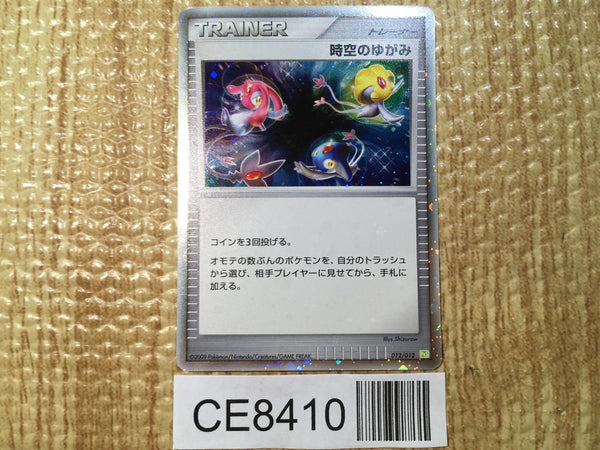 TRAINER
トレーナー
時空のゆがみ
コインを3回投げる。
オモテの数ぶんのポケモンを、自分のトラッシュ
から選び、相手プレイヤーに見せてから、手札に
加える。
Illus. Shizurow
©2009 Pokémon/Nintendo/Creatures/GAME FREAK.
012/012
CE8410